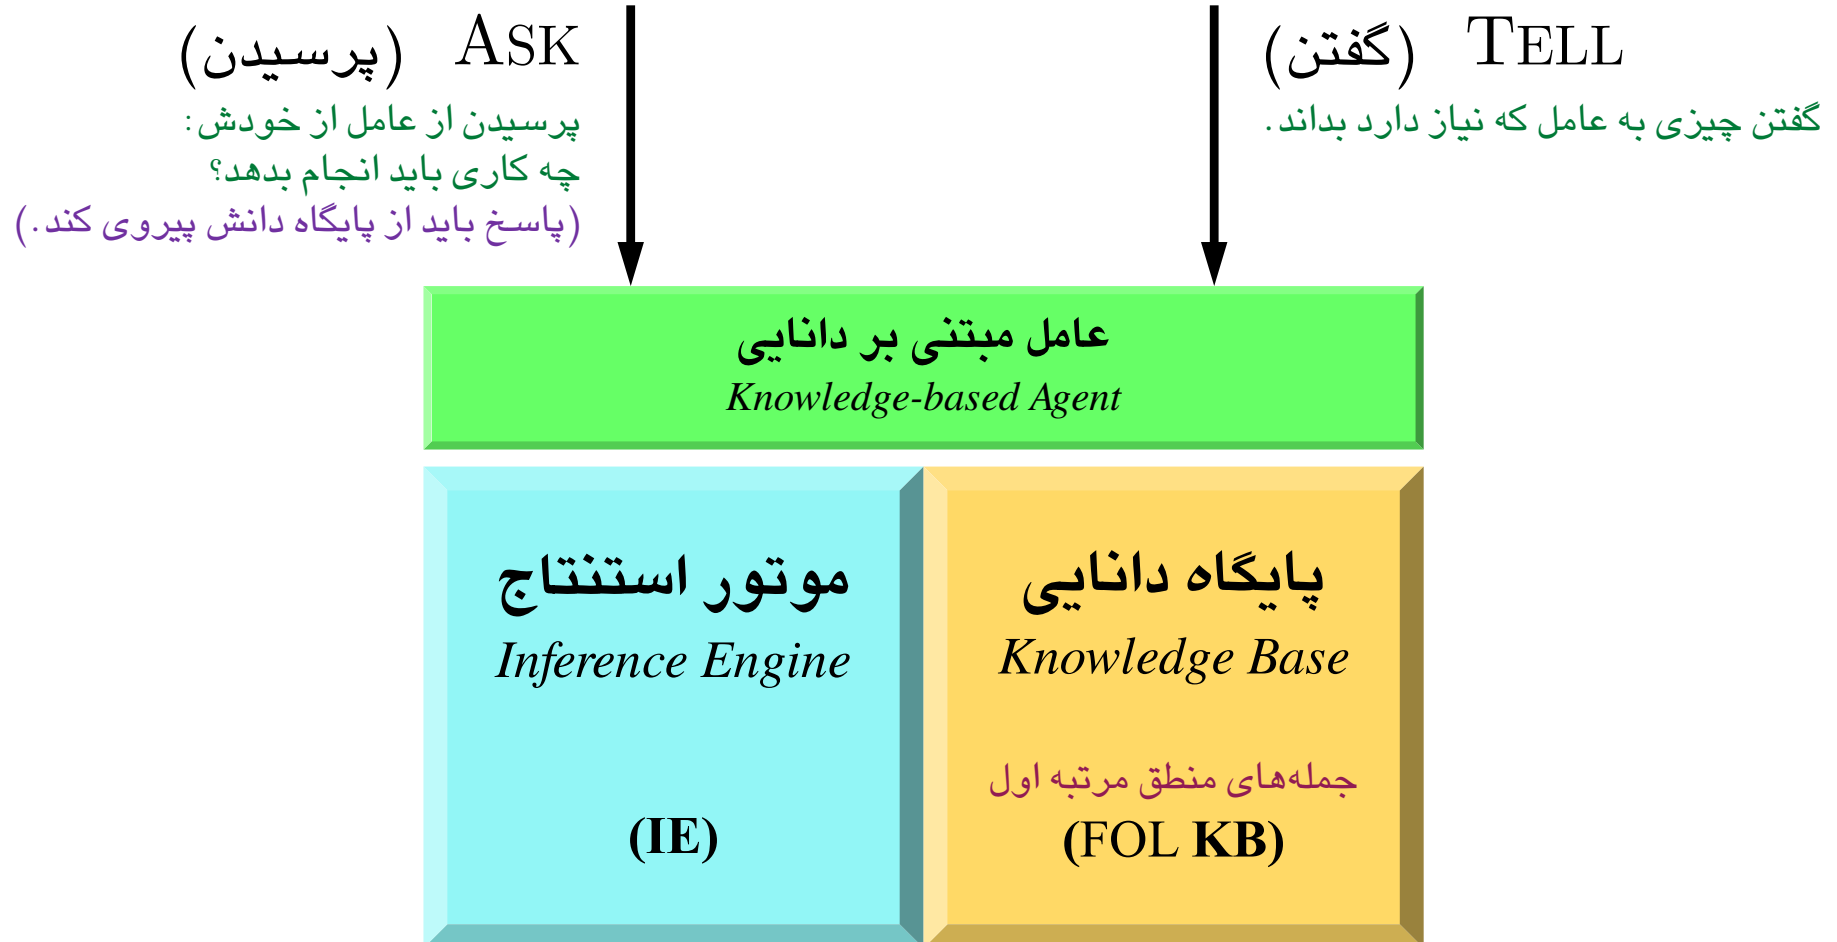 TELL (گفتن)
گفتن چیزی به عامل که نیاز دارد بداند.
ASK (پرسیدن)
پرسیدن از عامل از خودش:
چه کاری باید انجام بدهد؟
(پاسخ باید از پایگاه دانش پیروی کند.)
عامل مبتنی بر دانایی
Knowledge-based Agent
پایگاه دانایی
Knowledge Base
جمله‌های منطق مرتبه اول
(FOL KB)
موتور استنتاج
Inference Engine
(IE)